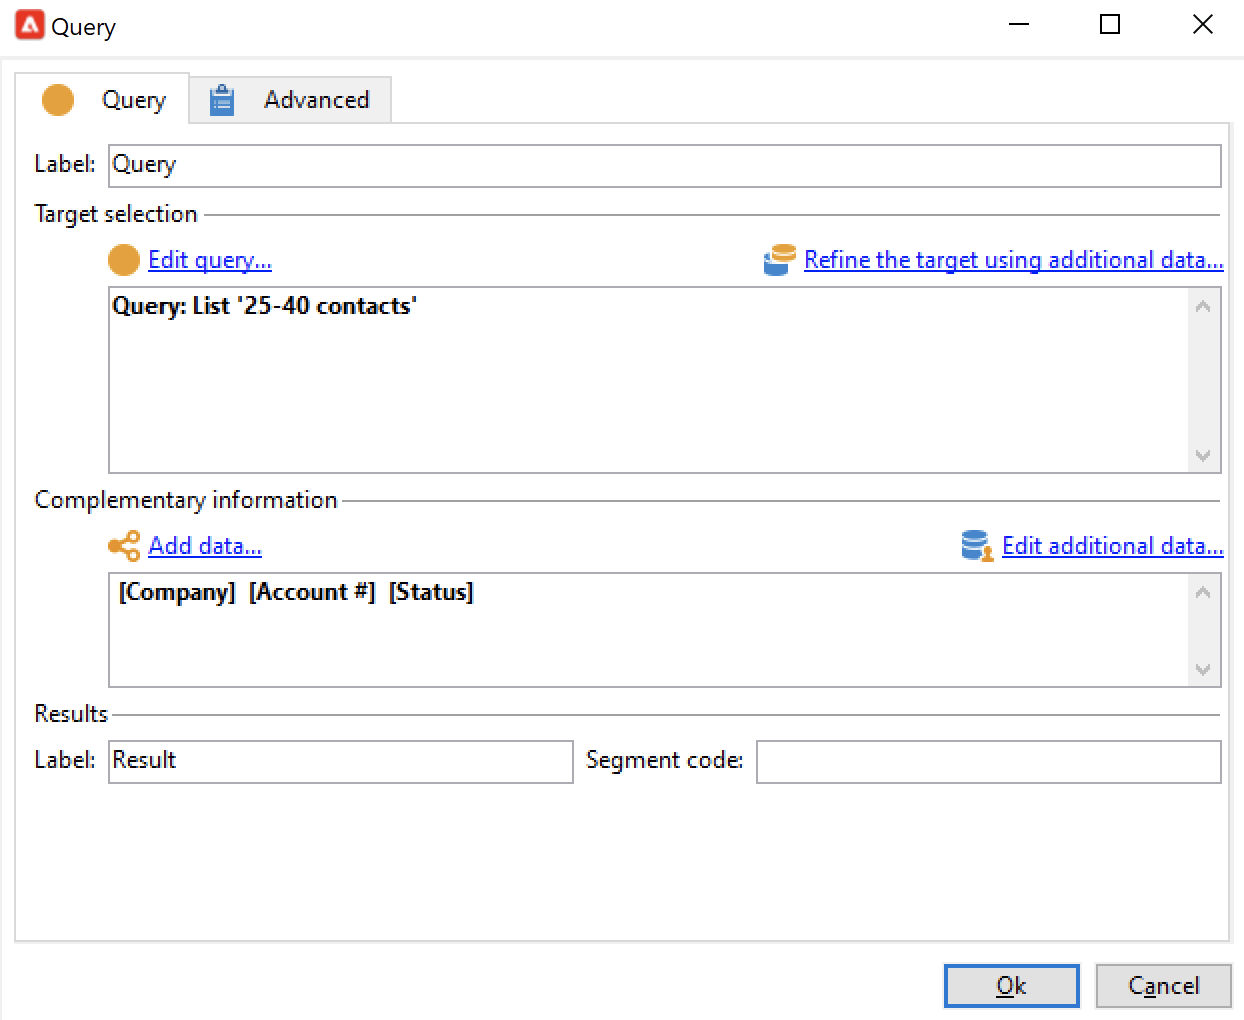 Query
Query Advanced
Label: Query
Target selection
Edit query... Refine the target using additional data...
Query: List '25-40 contacts'
Complementary information
Add data... Edit additional data...
[Company] [Account #] [Status]
Results
Label: Result Segment code:
Ok Cancel